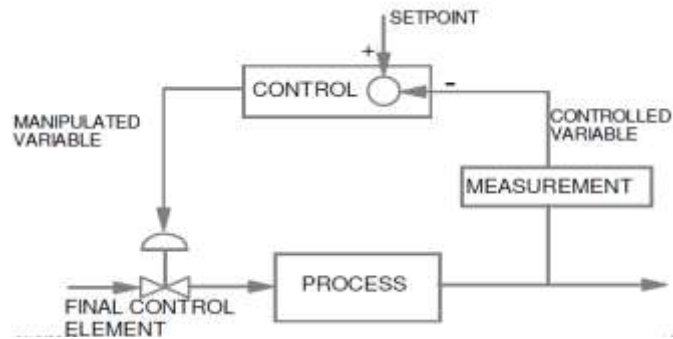 SETPOINT
+
CONTROL
-
MANIPULATED
VARIABLE
CONTROLLED
VARIABLE
MEASUREMENT
PROCESS
FINAL CONTROL
ELEMENT